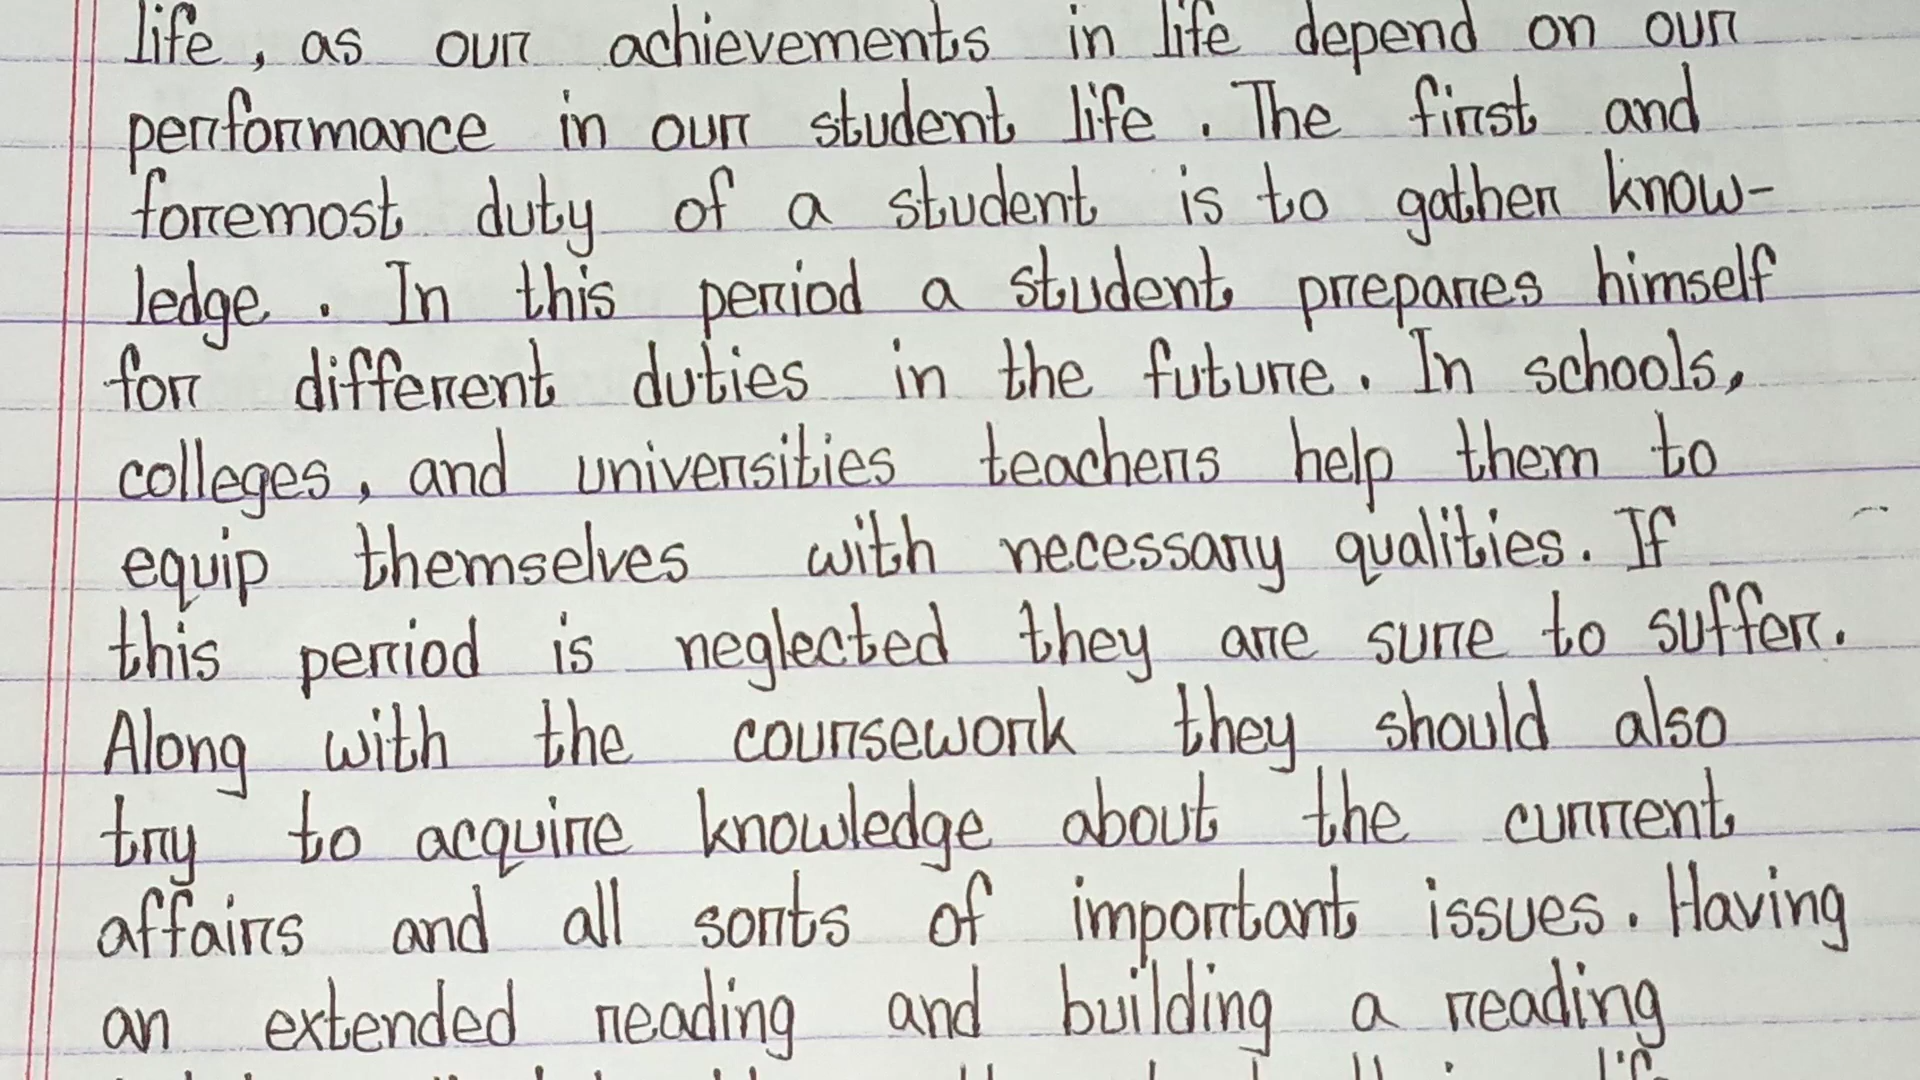 life, as our achievements in life depend on our
performance in our student life. The first and
foremost duty of a student is to gather know-
ledge. In this period a student prepares himself
for different duties in the future. In schools,
colleges, and universities teachers help them to
equip themselves with necessary qualities. If
this period is neglected they are sure to suffer.
Along with the coursework they should also
try to acquire knowledge about the current
affairs and all sorts of important issues. Having
an extended reading and building a reading